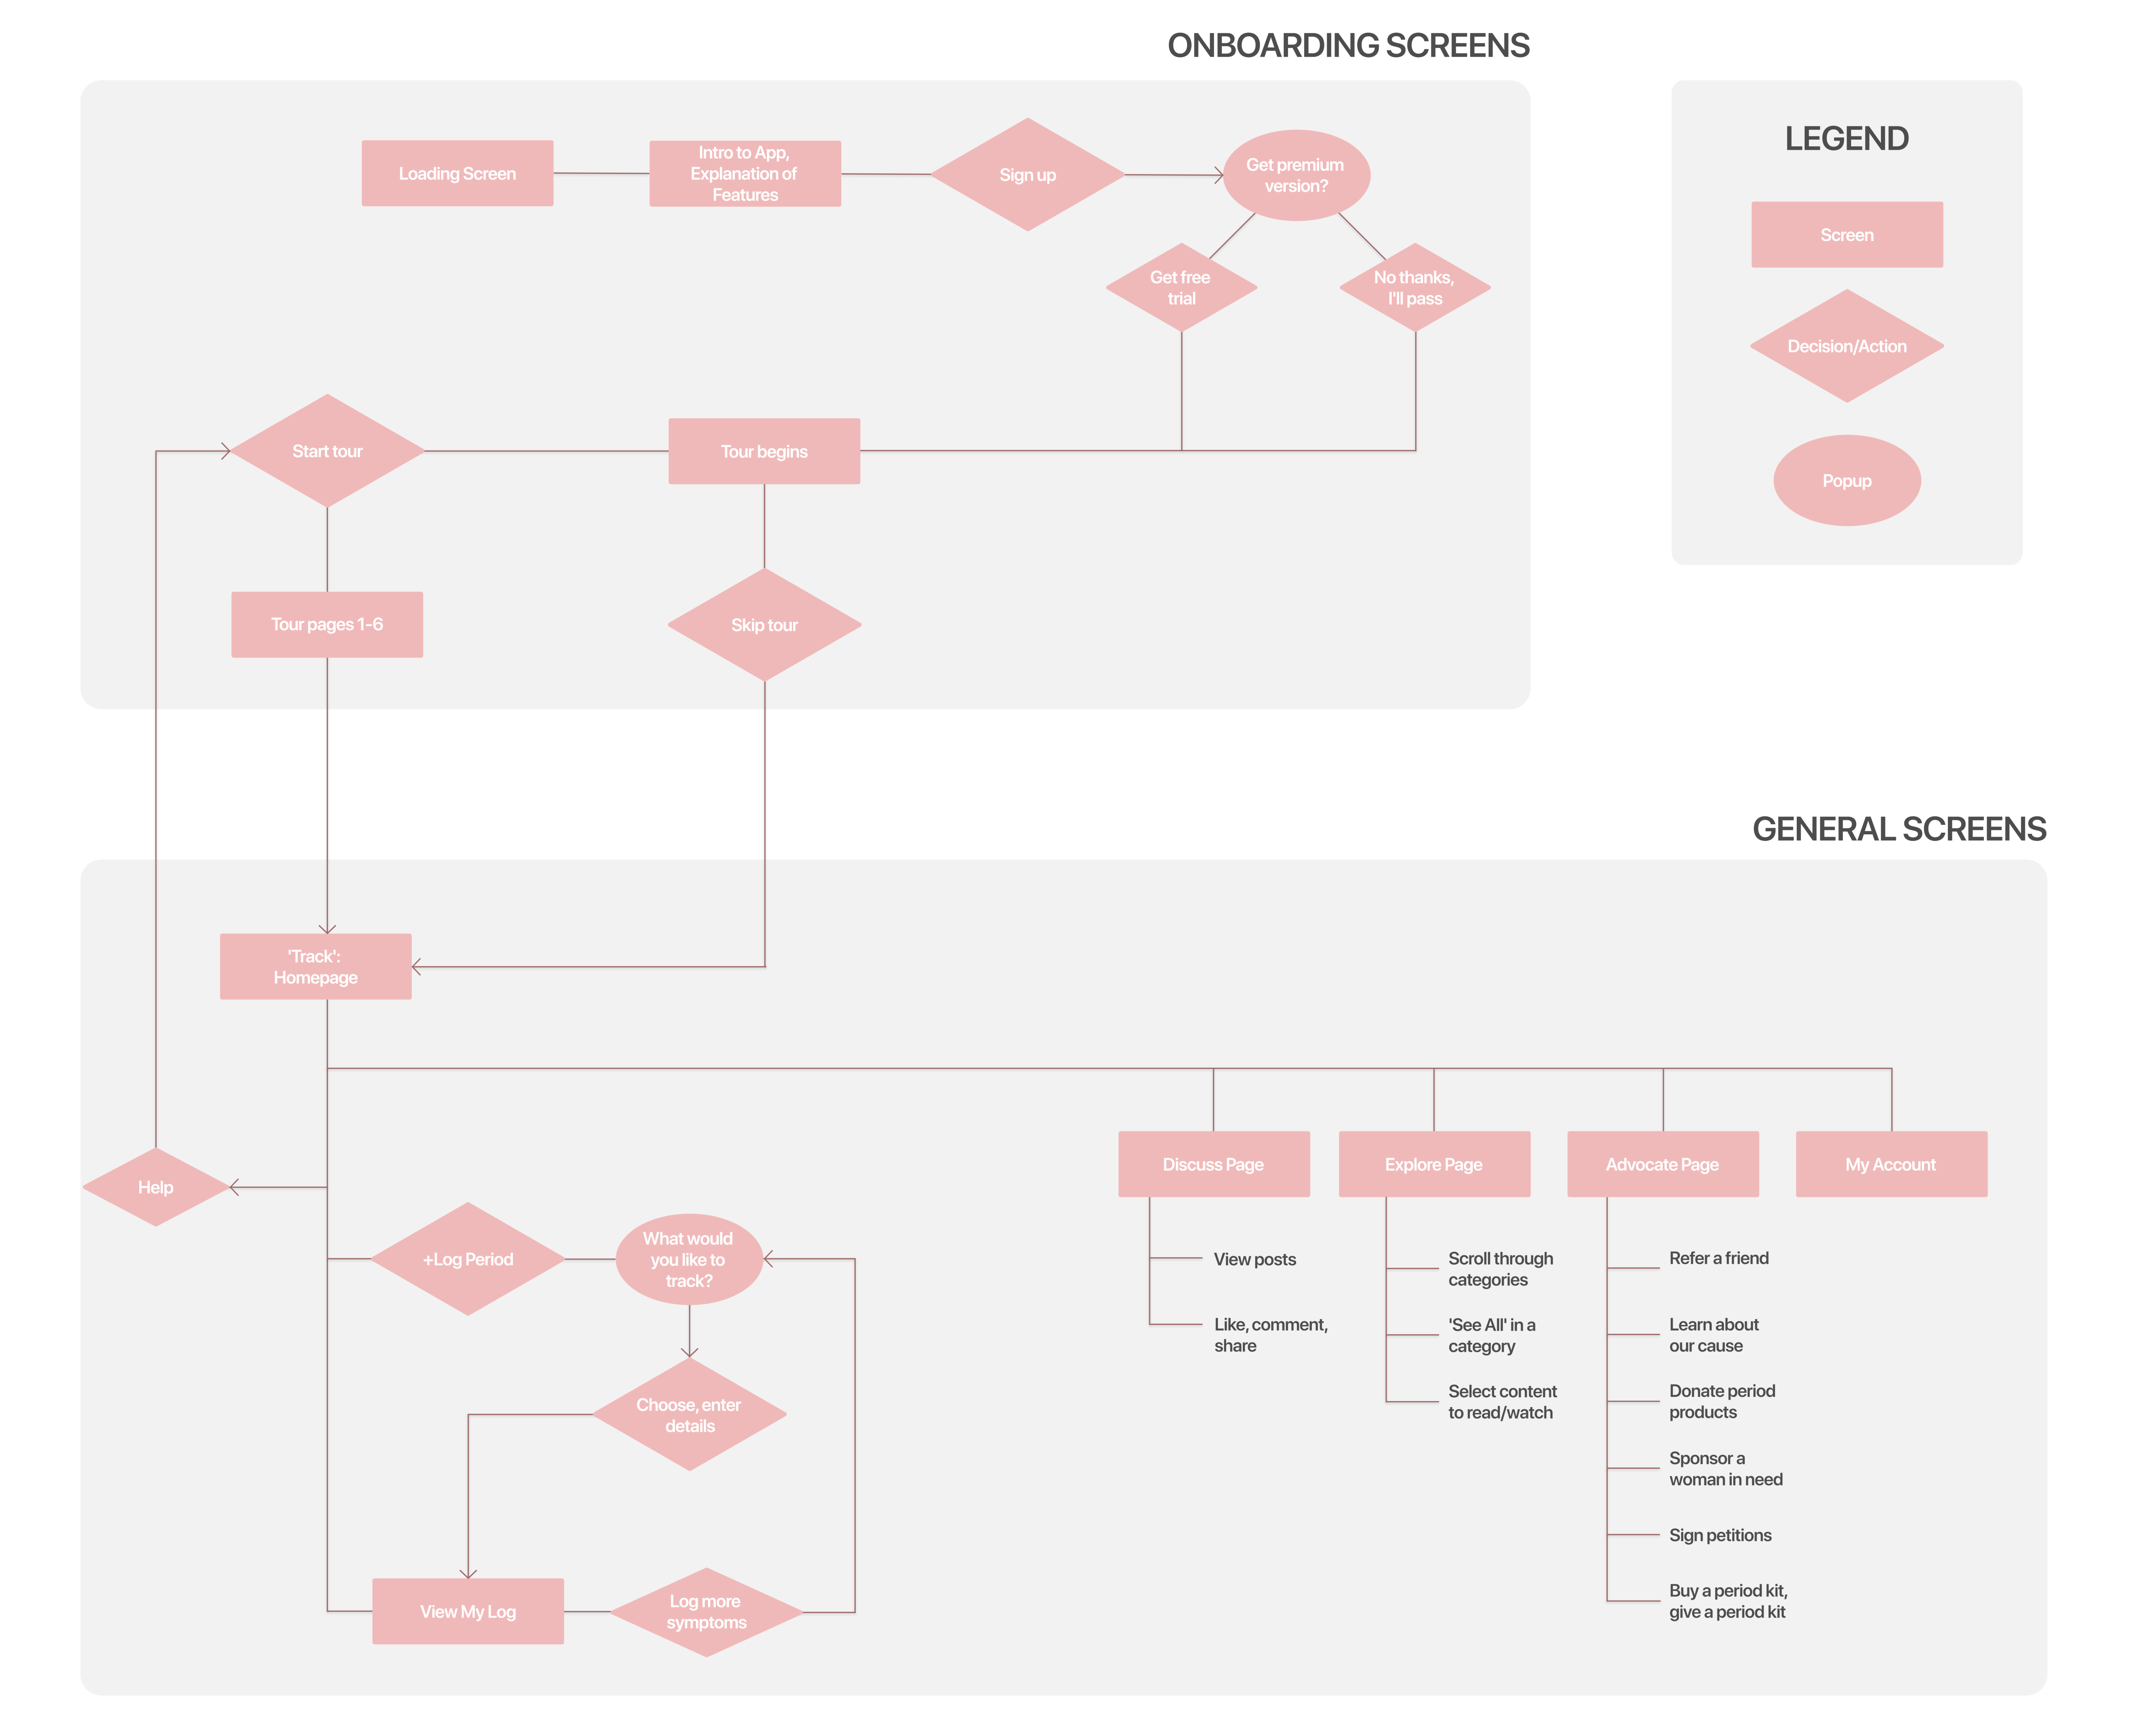 ONBOARDING SCREENS
LEGEND
Screen
Decision/Action
Popup
Loading Screen
Intro to App,
Explanation of
Features
Sign up
Get premium
version?
Get free
trial
No thanks,
I'll pass
Start tour
Tour begins
Tour pages 1-6
Skip tour
GENERAL SCREENS
'Track':
Homepage
Help
+Log Period
What would
you like to
track?
Choose, enter
details
View My Log
Log more
symptoms
Discuss Page
View posts
Like, comment,
share
Explore Page
Scroll through
categories
'See All' in a
category
Select content
to read/watch
Advocate Page
Refer a friend
Learn about
our cause
Donate period
products
Sponsor a
woman in need
Sign petitions
Buy a period kit,
give a period kit
My Account